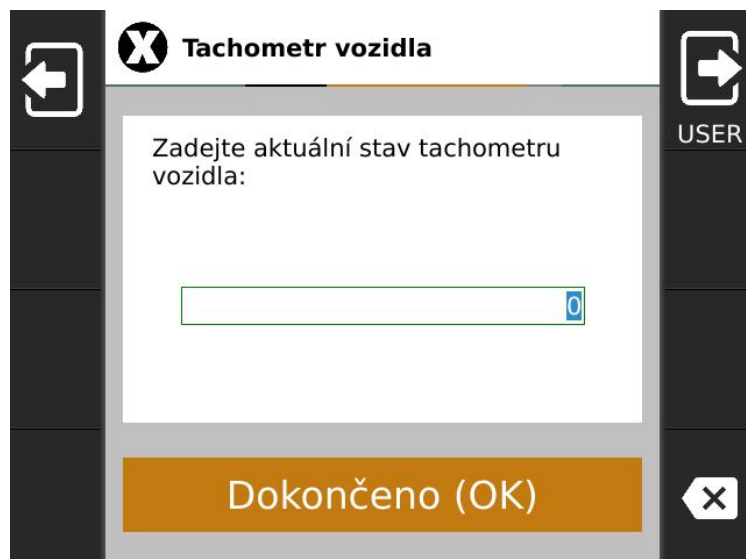 Tachometr vozidla
USER
Zadejte aktuální stav tachometru
vozidla:
0
Dokončeno (OK)